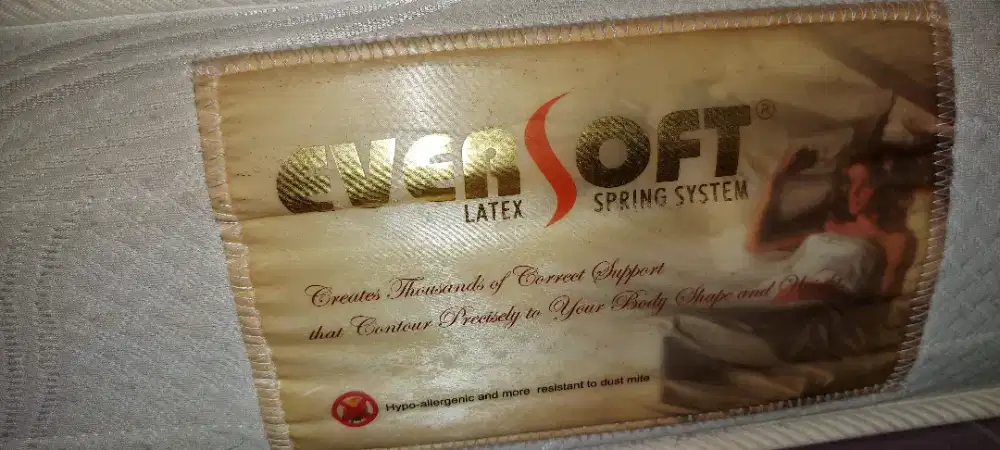 EVERSOFT®
LATEX SPRING SYSTEM
Creates Thousands of Correct Support
that Contour Precisely to Your Body Shape and
Hypo-allergenic and more resistant to dust mite